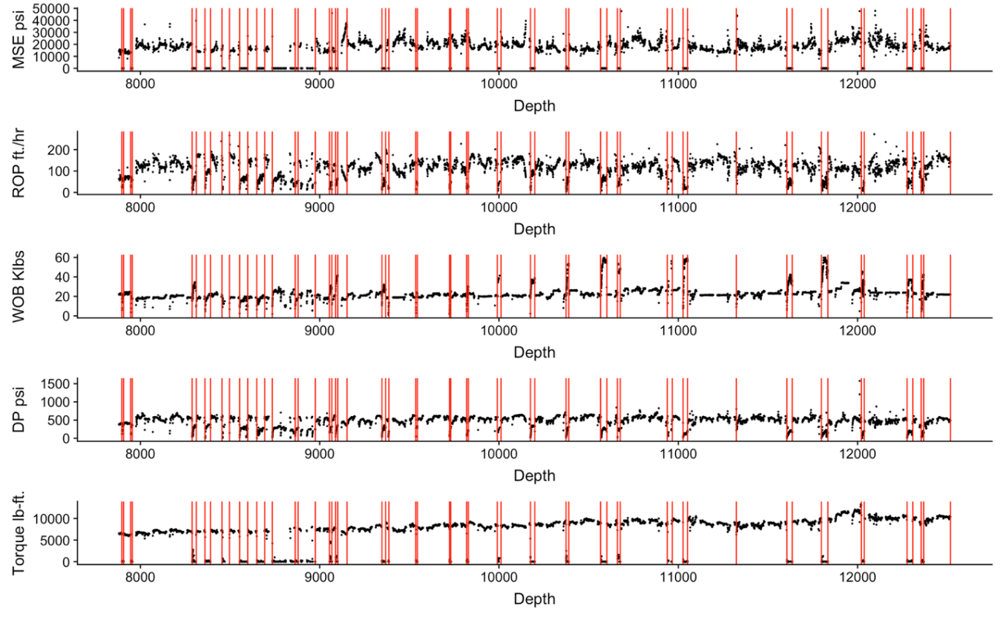 MSE psi
50000
40000
30000
20000
10000
0
8000 9000 10000 11000 12000
Depth
ROP ft./hr
200
100
0
8000 9000 10000 11000 12000
Depth
WOB Klbs
60
40
20
0
8000 9000 10000 11000 12000
Depth
DP psi
1500
1000
500
0
8000 9000 10000 11000 12000
Depth
Torque lb-ft.
10000
5000
0
8000 9000 10000 11000 12000
Depth